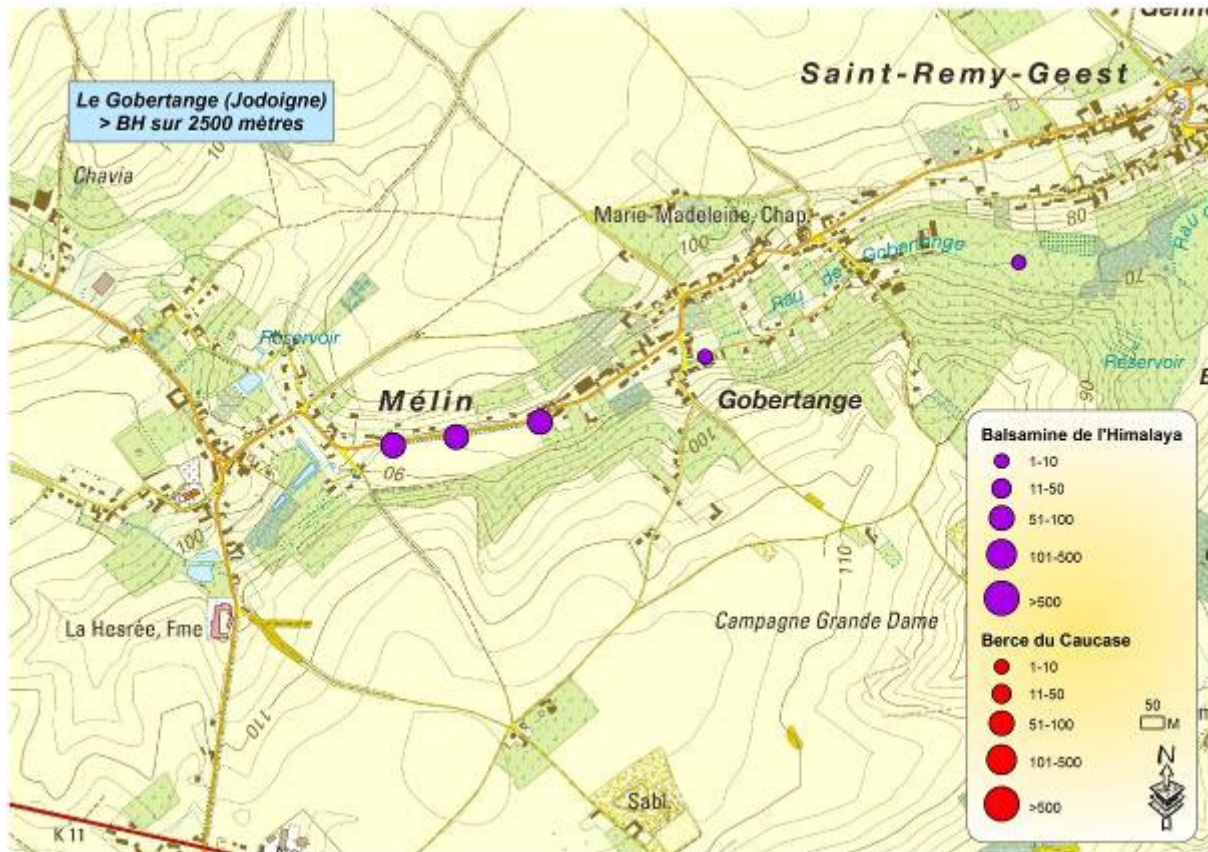 Saint-Remy-Geest
Le Gobertange (Jodoigne)
> BH sur 2500 mètres
Chavia
Marie-Madeleine, Chap.
100
80
Rau de Gobertange
70
Réservoir
Réservoir
90
Mélin
Gobertange
90
100
100
110
Campagne Grande Dame
La Hesrée, Fme
110
Sabl.
K 11
Balsamine de l'Himalaya
1-10
11-50
51-100
101-500
>500
Berce du Caucase
1-10
11-50
51-100
101-500
>500
50
M
N